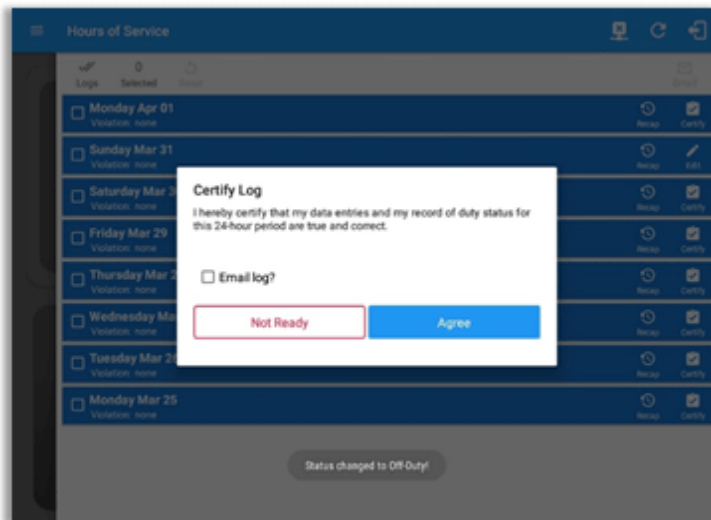 Hours of Service
Logs
0
Selected
Reset
Email
Monday Apr 01
Violation: none
Recap
Certify
Sunday Mar 31
Violation: none
Recap
Edit
Saturday Mar 3
Violation: none
Recap
Certify
Friday Mar 29
Violation: none
Recap
Certify
Thursday Mar 2
Violation: none
Recap
Certify
Wednesday Ma
Violation: none
Recap
Certify
Tuesday Mar 26
Violation: none
Recap
Certify
Monday Mar 25
Violation: none
Recap
Certify
Certify Log
I hereby certify that my data entries and my record of duty status for
this 24-hour period are true and correct.
Email log?
Not Ready
Agree
Status changed to Off-Duty!